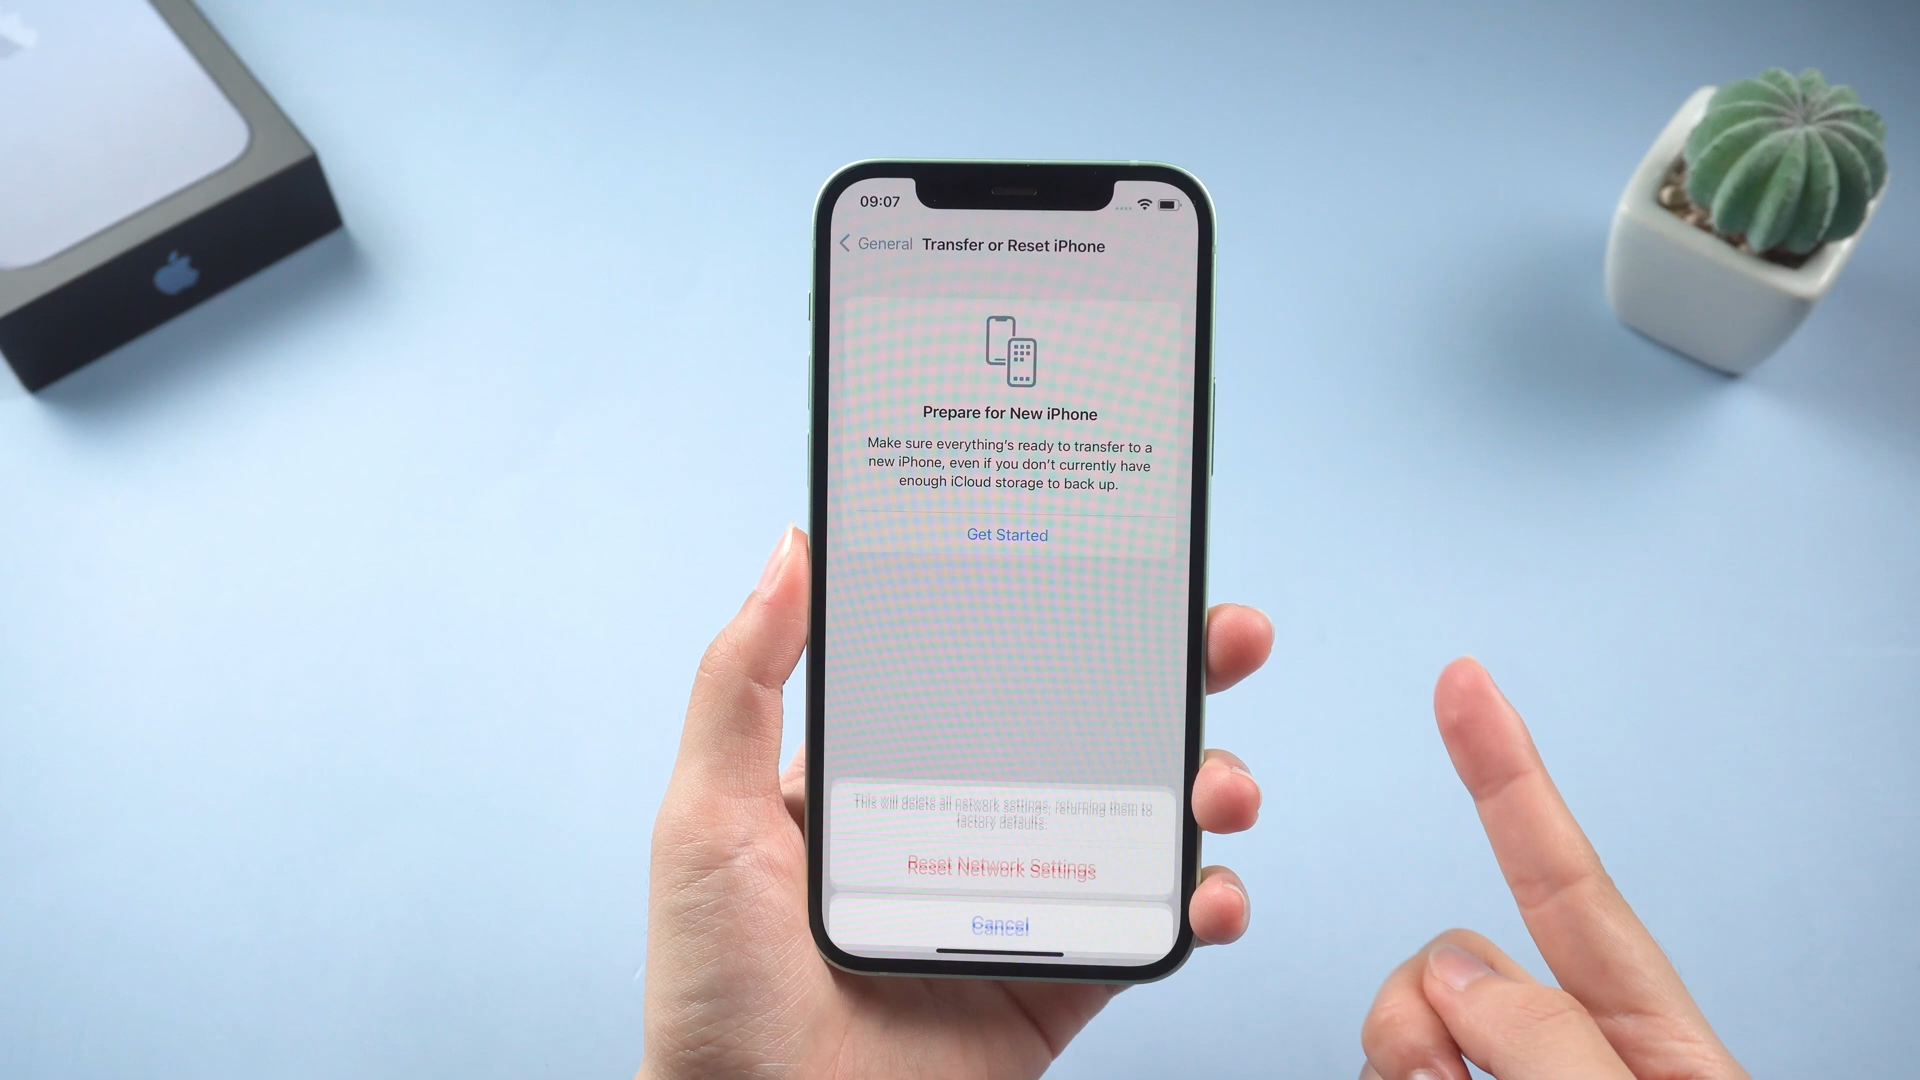 09:07
General Transfer or Reset iPhone
Prepare for New iPhone
Make sure everything's ready to transfer to a
new iPhone, even if you don't currently have
enough iCloud storage to back up.
Get Started
This will delete all network settings, returning them to
factory defaults.
Reset Network Settings
Cancel